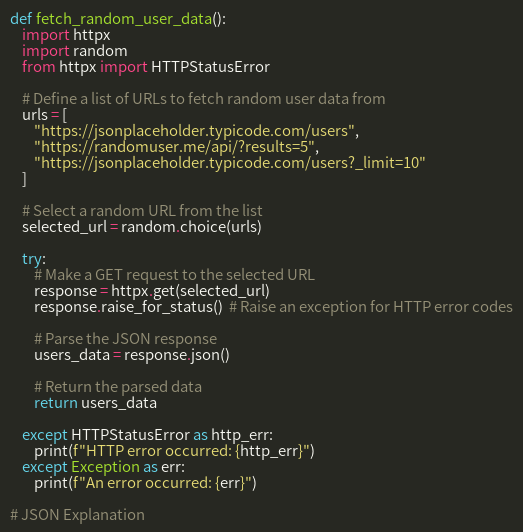 def fetch_random_user_data():
    import httpx
    import random
    from httpx import HTTPStatusError

    # Define a list of URLs to fetch random user data from
    urls = [
        "https://jsonplaceholder.typicode.com/users",
        "https://randomuser.me/api/?results=5",
        "https://jsonplaceholder.typicode.com/users?_limit=10"
    ]

    # Select a random URL from the list
    selected_url = random.choice(urls)

    try:
        # Make a GET request to the selected URL
        response = httpx.get(selected_url)
        response.raise_for_status()  # Raise an exception for HTTP error codes

        # Parse the JSON response
        users_data = response.json()

        # Return the parsed data
        return users_data

    except HTTPStatusError as http_err:
        print(f"HTTP error occurred: {http_err}")
    except Exception as err:
        print(f"An error occurred: {err}")

# JSON Explanation